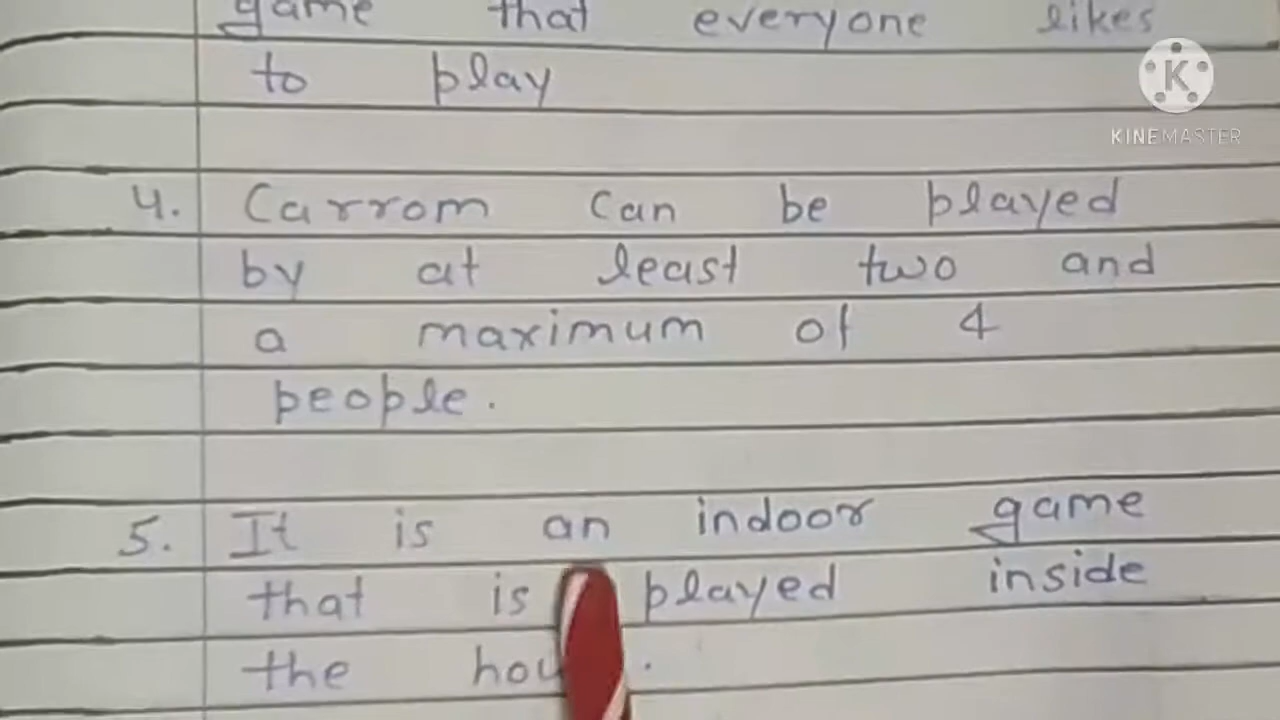 game that everyone likes
to play
4. Carrom can be played
by at least two and
a maximum of 4
people.
5. It is an indoor game
that is played inside
the
K
KINEMASTER